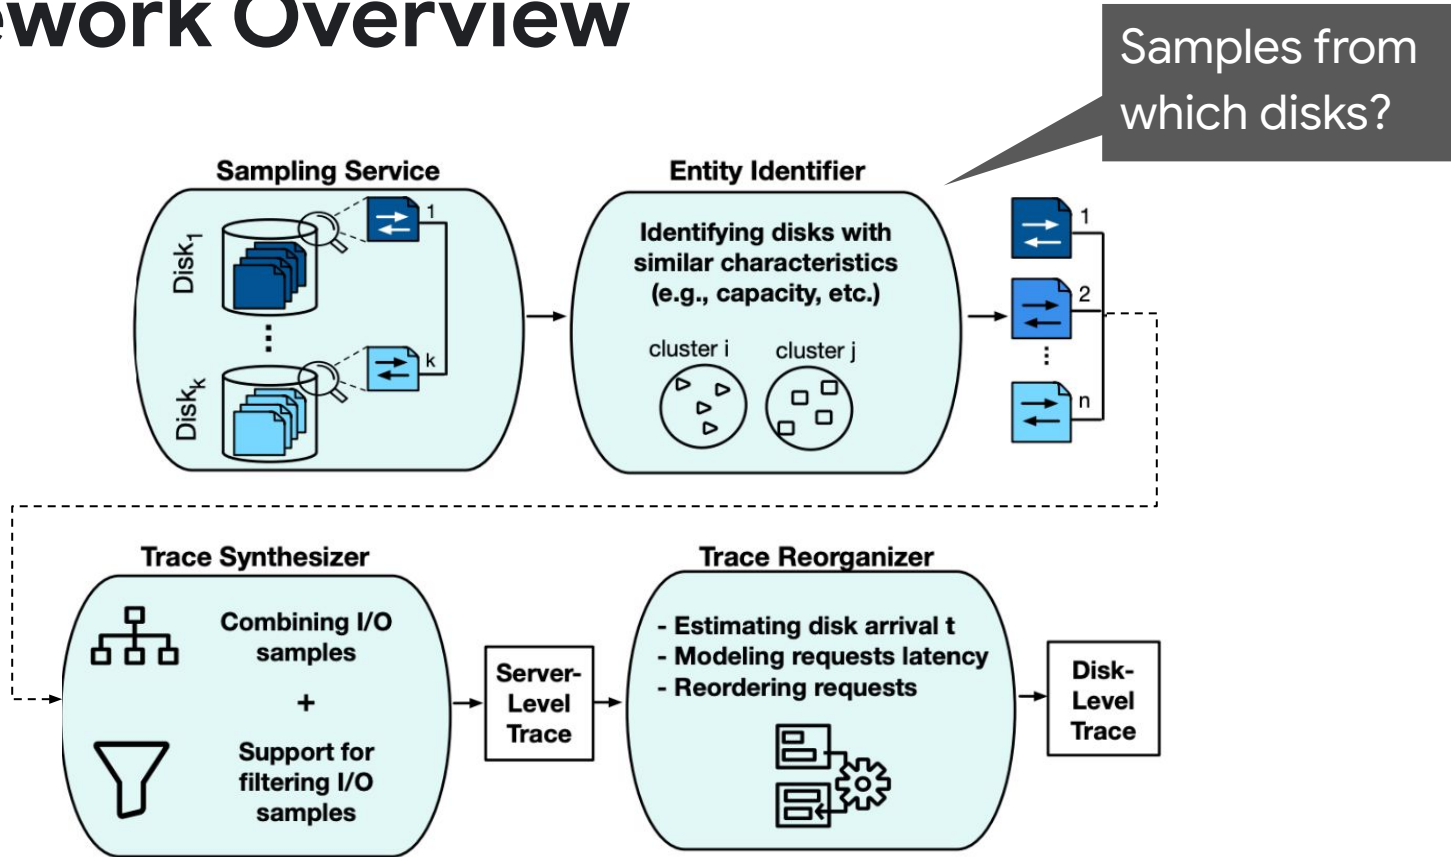 ework Overview
Samples from
which disks?
Sampling Service
Disk1
1
Diskk
k
Entity Identifier
Identifying disks with
similar characteristics
(e.g., capacity, etc.)
cluster i
cluster j
1
2
n
Trace Synthesizer
Combining I/O
samples
+
Support for
filtering I/O
samples
Server-
Level
Trace
Trace Reorganizer
- Estimating disk arrival t
- Modeling requests latency
- Reordering requests
Disk-
Level
Trace